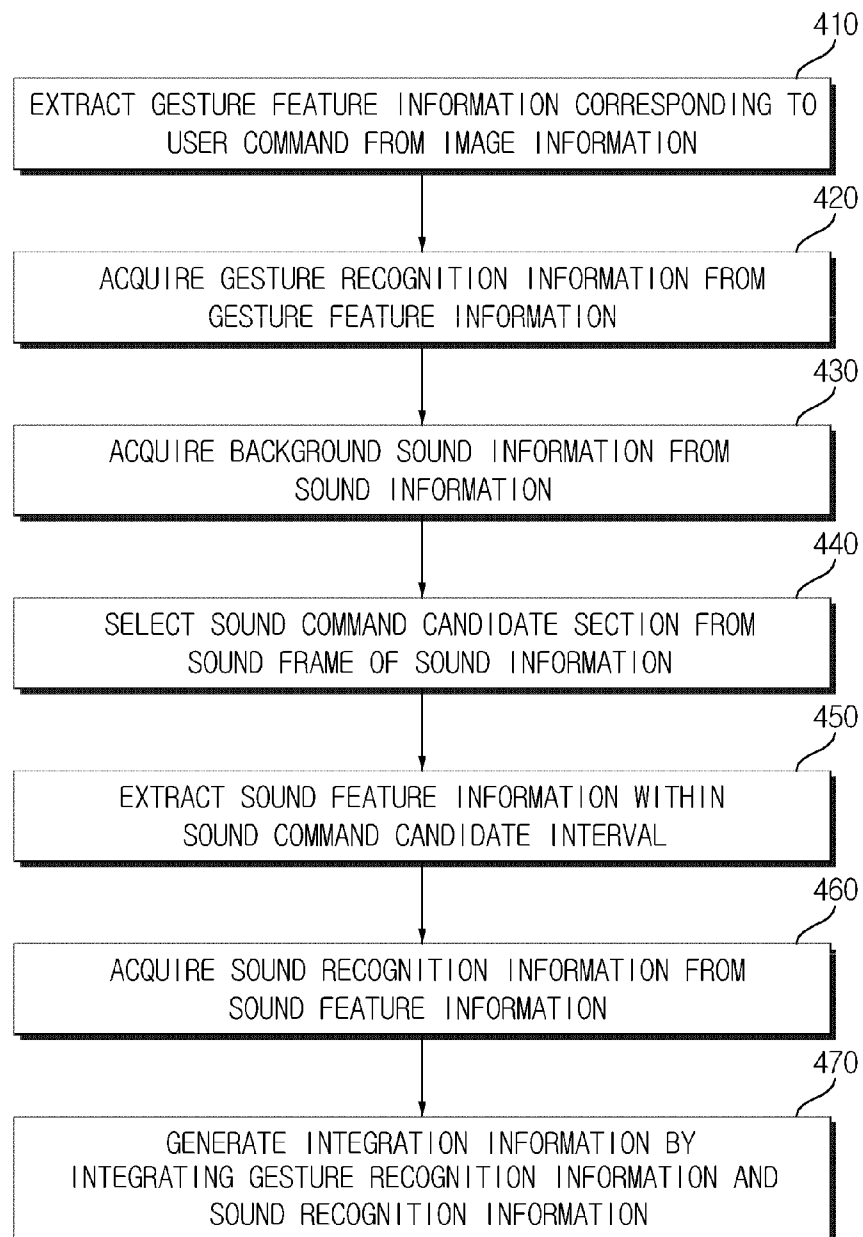 410
EXTRACT GESTURE FEATURE INFORMATION CORRESPONDING TO
USER COMMAND FROM IMAGE INFORMATION
420
ACQUIRE GESTURE RECOGNITION INFORMATION FROM
GESTURE FEATURE INFORMATION
430
ACQUIRE BACKGROUND SOUND INFORMATION FROM
SOUND INFORMATION
440
SELECT SOUND COMMAND CANDIDATE SECTION FROM
SOUND FRAME OF SOUND INFORMATION
450
EXTRACT SOUND FEATURE INFORMATION WITHIN
SOUND COMMAND CANDIDATE INTERVAL
460
ACQUIRE SOUND RECOGNITION INFORMATION FROM
SOUND FEATURE INFORMATION
470
GENERATE INTEGRATION INFORMATION BY
INTEGRATING GESTURE RECOGNITION INFORMATION AND
SOUND RECOGNITION INFORMATION